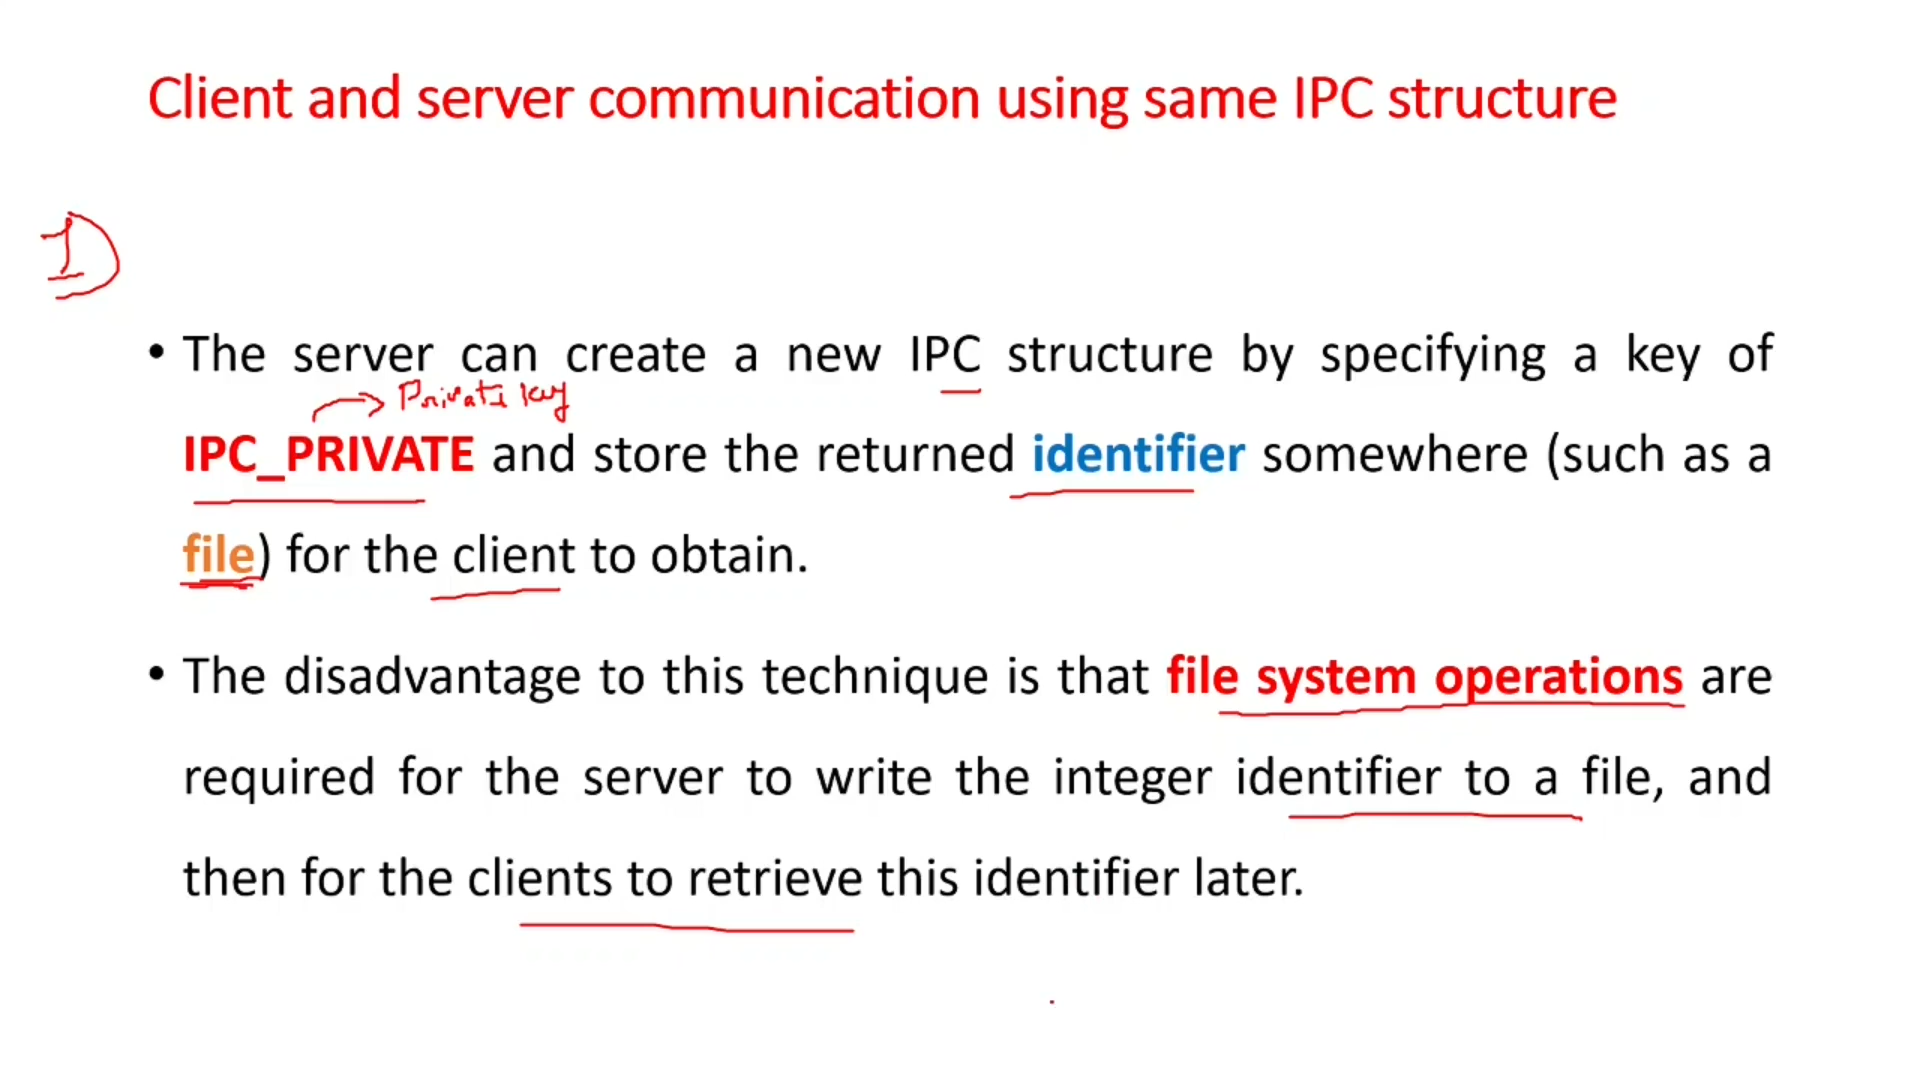 Client and server communication using same IPC structure
1)
• The server can create a new IPC structure by specifying a key of
Private key
IPC_PRIVATE and store the returned identifier somewhere (such as a
file) for the client to obtain.
• The disadvantage to this technique is that file system operations are
required for the server to write the integer identifier to a file, and
then for the clients to retrieve this identifier later.